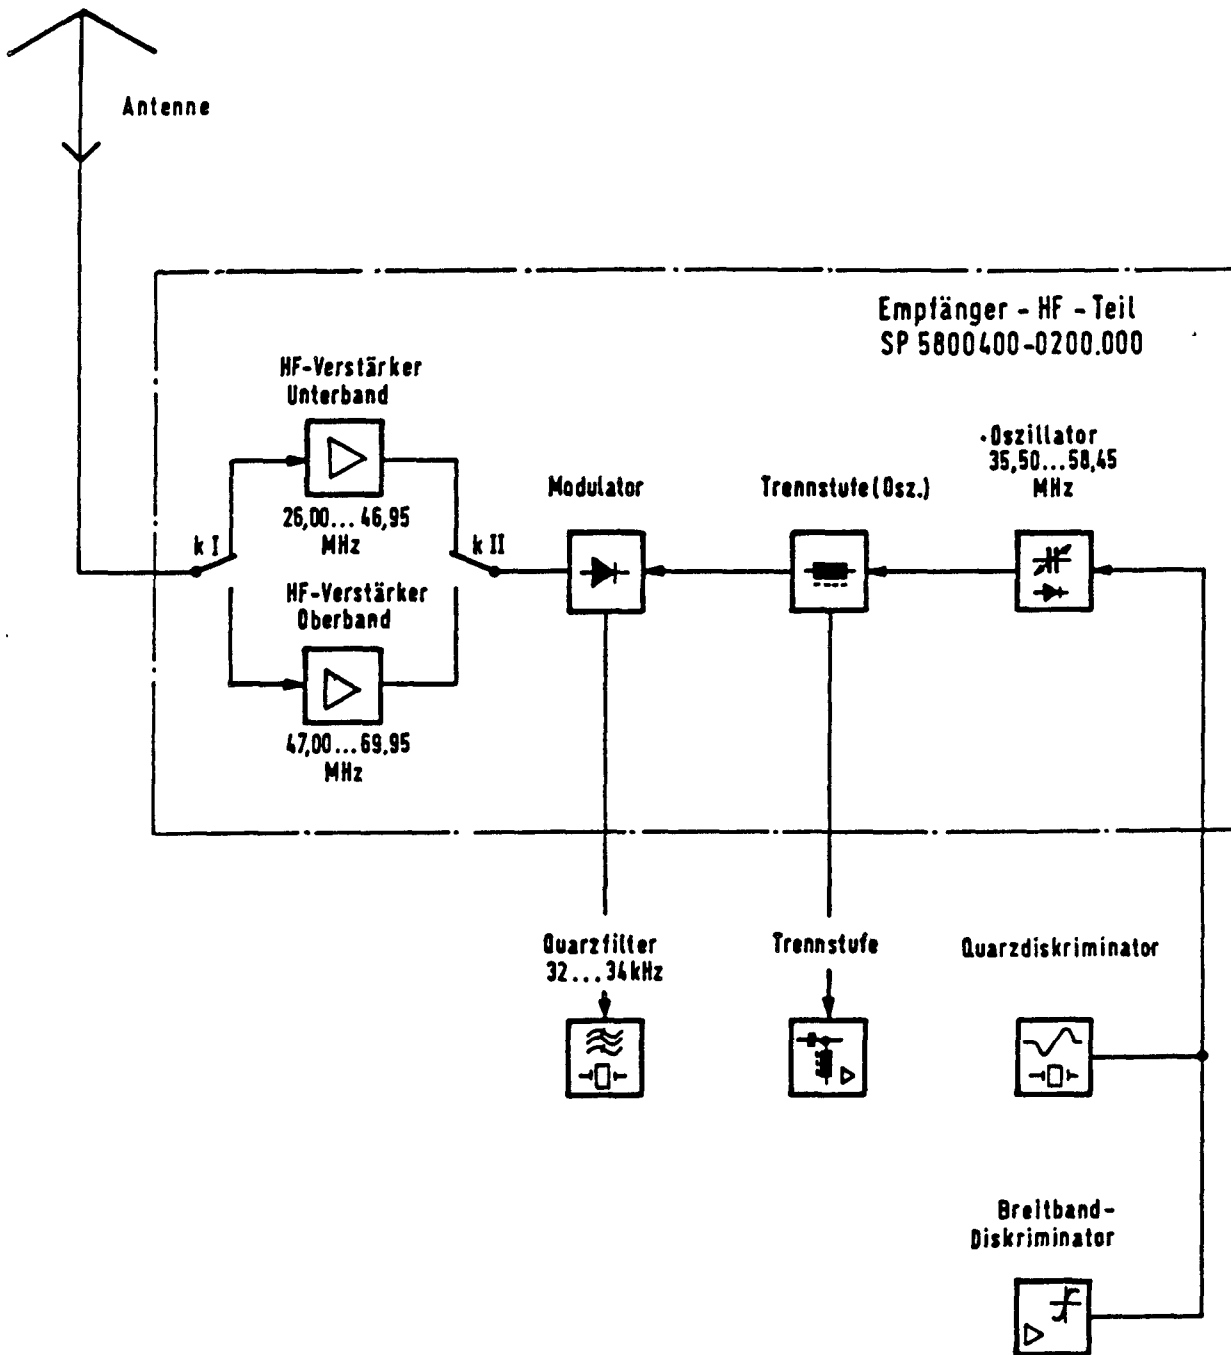 Antenne
Empfänger - HF - Teil
SP 5800400-0200.000
HF-Verstärker
Unterband
26,00... 46,95
MHz
k I
k II
HF-Verstärker
Oberband
47,00...69,95
MHz
Modulator
Trennstufe (Osz.)
Oszillator
35,50...58,45
MHz
Quarzfilter
32...34kHz
Trennstufe
Quarzdiskriminator
Breitband-
Diskriminator